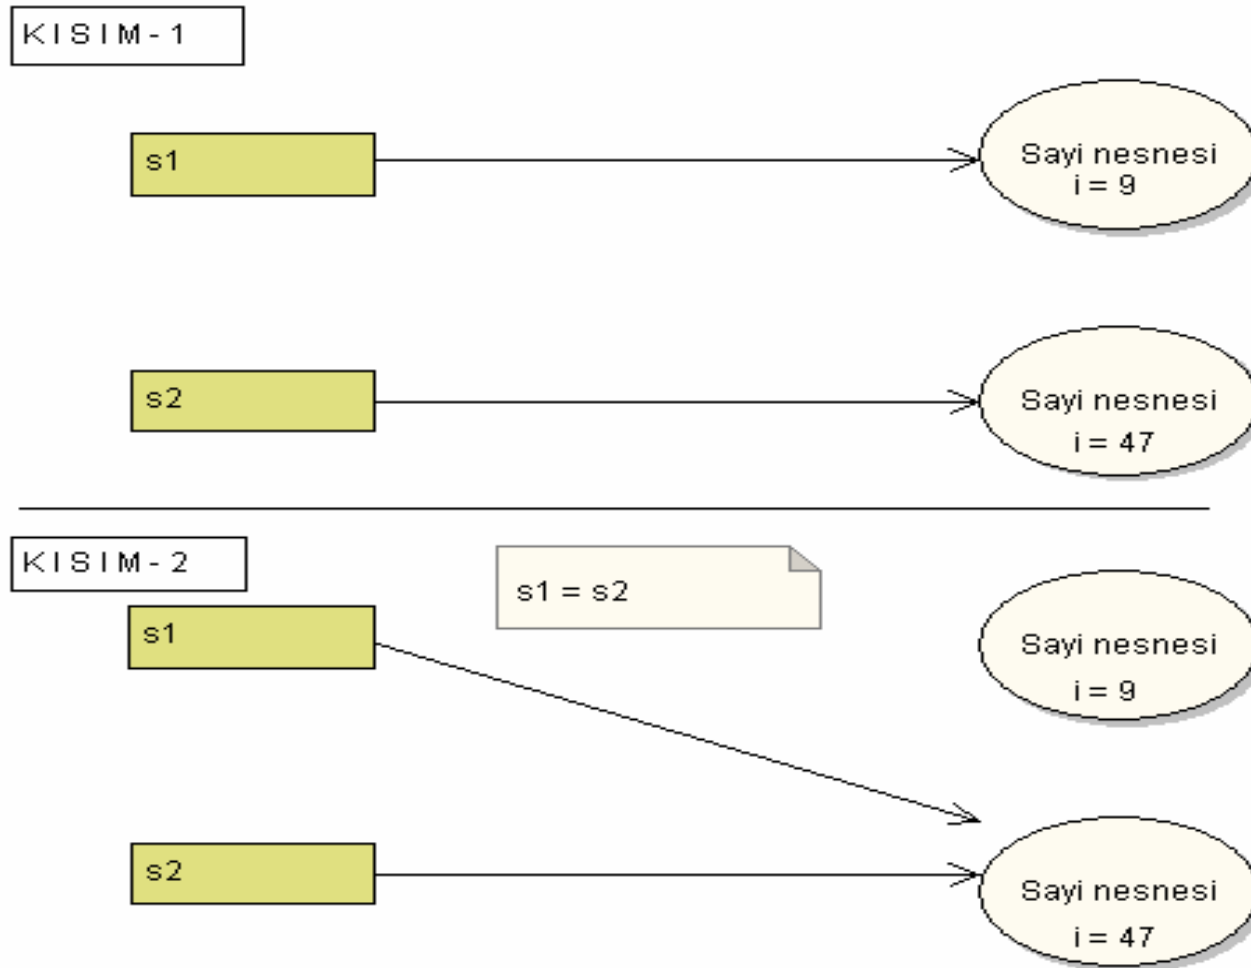 KISIM-1
s1
Sayi nesnesi
i = 9
s2
Sayi nesnesi
i = 47
KISIM-2
s1 = s2
s1
Sayi nesnesi
i = 9
s2
Sayi nesnesi
i = 47